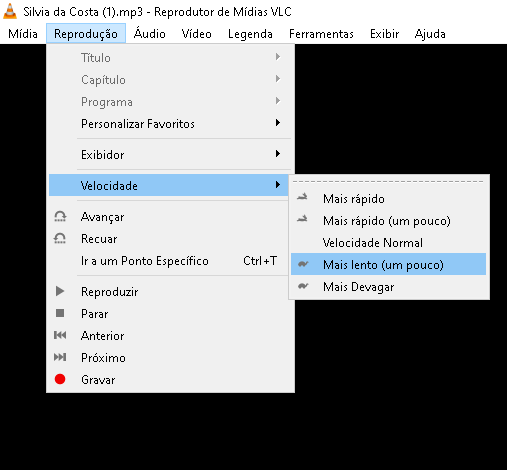 Silvia da Costa (1).mp3 - Reprodutor de Mídias VLC
Mídia Reprodução Áudio Vídeo Legenda Ferramentas Exibir Ajuda
Título
Capítulo
Programa
Personalizar Favoritos
Exibidor
Velocidade
Avançar
Recuar
Ir a um Ponto Específico Ctrl+T
Reproduzir
Parar
Anterior
Próximo
Gravar
Mais rápido
Mais rápido (um pouco)
Velocidade Normal
Mais lento (um pouco)
Mais Devagar